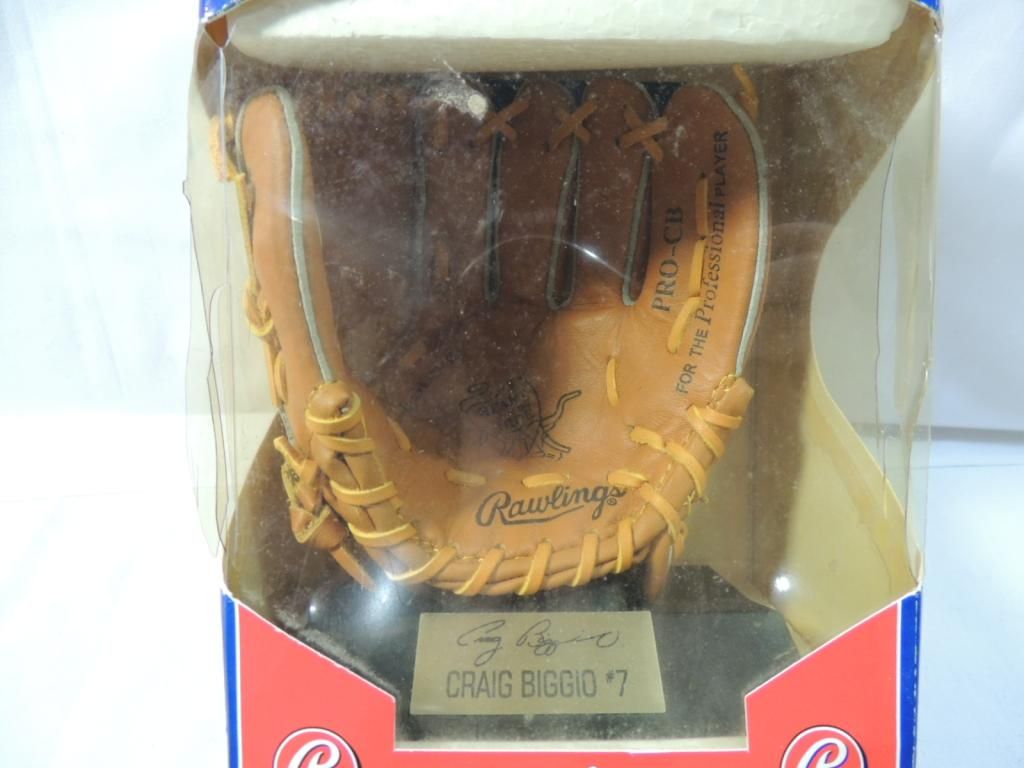 PRO-CB
FOR THE Professional PLAYER
Rawlings®
Craig Biggio
CRAIG BIGGIO #7